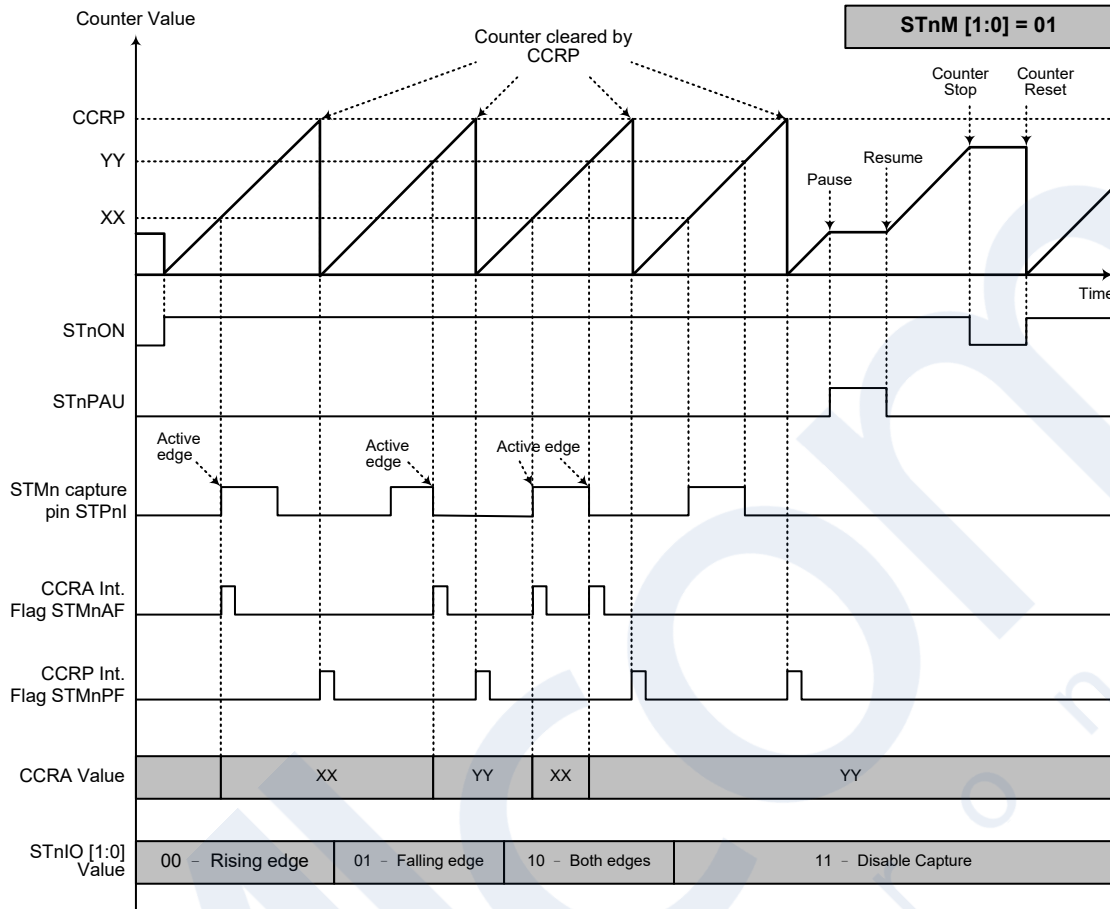 Counter Value
STnM [1:0] = 01
Counter cleared by
CCRP
Counter
Stop
Counter
Reset
CCRP
YY
XX
Pause
Resume
Time
STnON
STnPAU
Active
edge
Active
edge
Active edge
STMn capture
pin STPnI
CCRA Int.
Flag STMnAF
CCRP Int.
Flag STMnPF
CCRA Value
XX
YY
XX
YY
STnIO [1:0]
Value
00 – Rising edge
01 – Falling edge
10 – Both edges
11 – Disable Capture